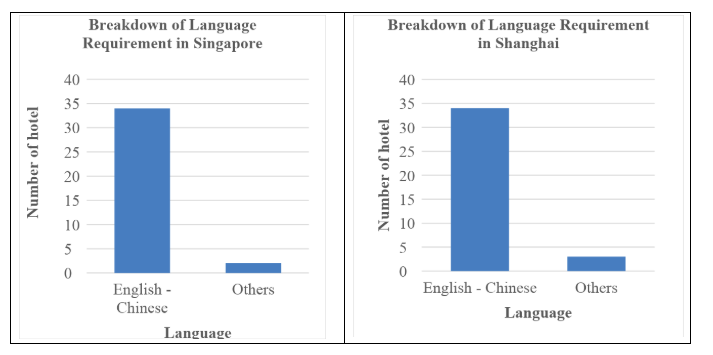 Breakdown of Language
Requirement in Singapore
Number of hotel
40
35
30
25
20
15
10
5
0
English -
Chinese
Others
Language
Breakdown of Language Requirement
in Shanghai
Number of hotel
40
35
30
25
20
15
10
5
0
English - Chinese
Others
Language